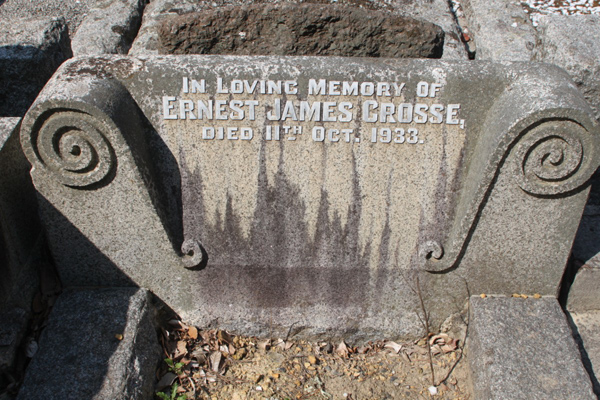 In Loving Memory Of
Ernest James Crosse,
Died 11th Oct. 1933.